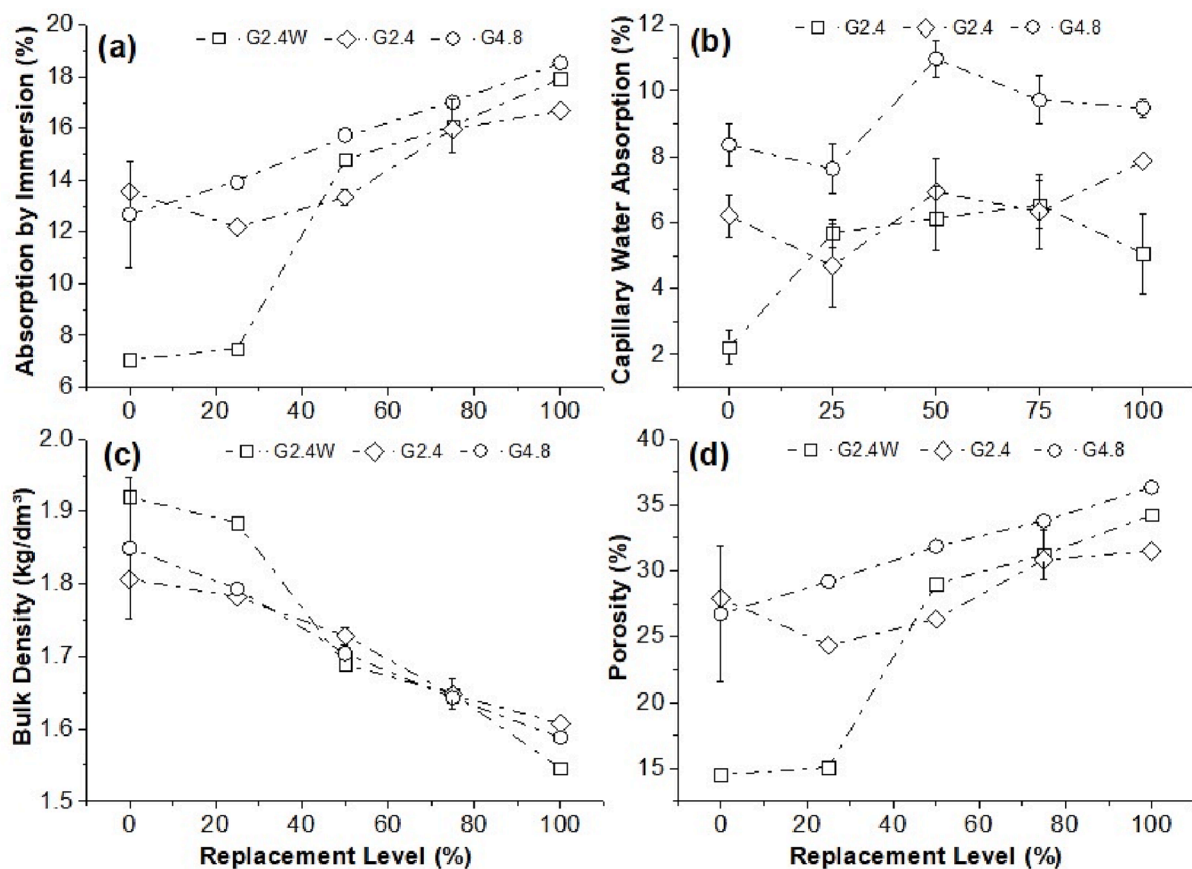 (a)
G2.4W G2.4 G4.8
Absorption by Immersion (%)
20
18
16
14
12
10
8
6
0 20 40 60 80 100
(b)
G2.4 G2.4 G4.8
Capillary Water Absorption (%)
12
10
8
6
4
2
0 25 50 75 100
(c)
G2.4W G2.4 G4.8
Bulk Density (kg/dm³)
2.0
1.9
1.8
1.7
1.6
1.5
0 20 40 60 80 100
Replacement Level (%)
(d)
G2.4W G2.4 G4.8
Porosity (%)
40
35
30
25
20
15
0 20 40 60 80 100
Replacement Level (%)